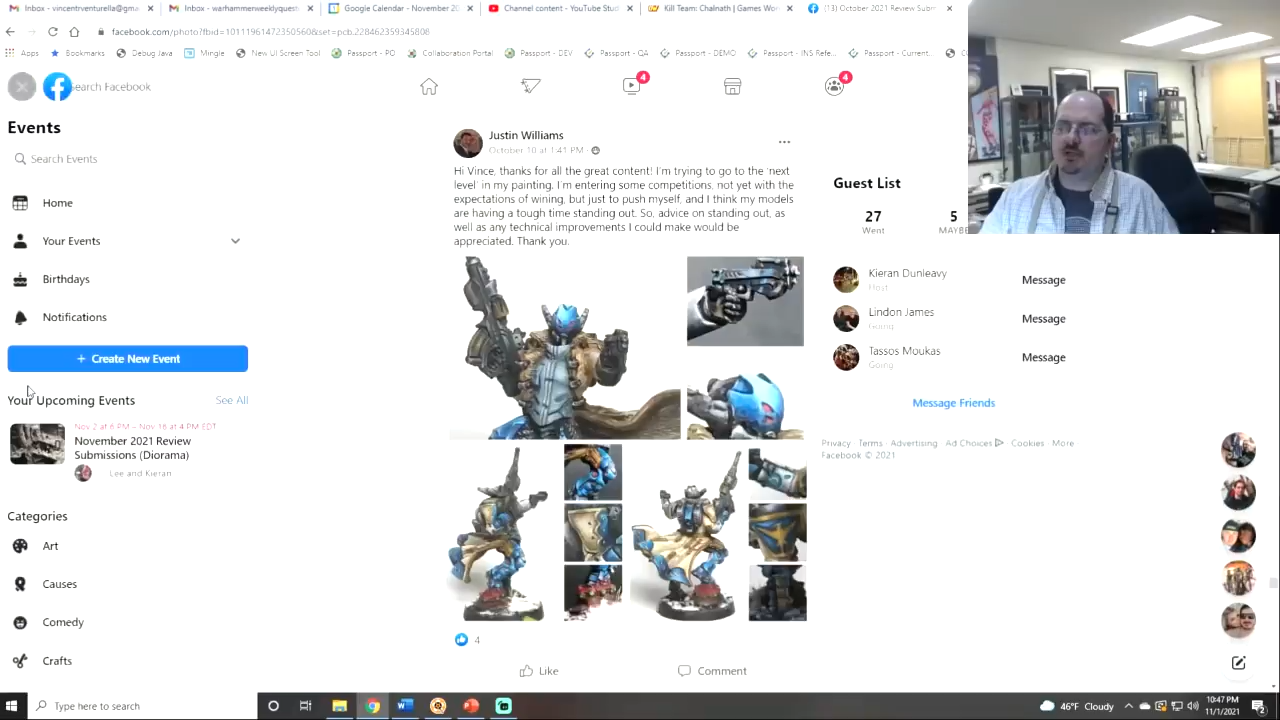 Inbox - vincentrventurella@gma
Inbox - warhammerweeklyquest
Google Calendar - November 20
Channel content - YouTube Stud
Kill Team: Chalnath | Games Wor
(13) October 2021 Review Subm
facebook.com/photo?fbid=10111961472350560&set=pcb.228462359345808
Apps
Bookmarks
Debug Java
Mingle
New UI Screen Tool
Passport - PO
Collaboration Portal
Passport - DEV
Passport - QA
Passport - DEMO
Passport - INS Refe...
Passport - Current...
Search Facebook
4
4
Events
Search Events
Home
Your Events
Birthdays
Notifications
+ Create New Event
Your Upcoming Events
See All
Nov 2 at 6 PM – Nov 16 at 4 PM EDT
November 2021 Review
Submissions (Diorama)
Lee and Kieran
Categories
Art
Causes
Comedy
Crafts
Justin Williams
October 10 at 1:41 PM ·
Hi Vince, thanks for all the great content! I'm trying to go to the 'next
level' in my painting. I'm entering some competitions, not yet with the
expectations of wining, but just to push myself, and I think my models
are having a tough time standing out. So, advice on standing out, as
well as any technical improvements I could make would be
appreciated. Thank you.
4
Like
Comment
Guest List
27
5
Went
MAYBE
Kieran Dunleavy
Host
Message
Lindon James
Going
Message
Tassos Moukas
Going
Message
Message Friends
Privacy · Terms · Advertising · Ad Choices · Cookies · More
Facebook © 2021
Type here to search
46°F Cloudy
10:47 PM
11/1/2021
2